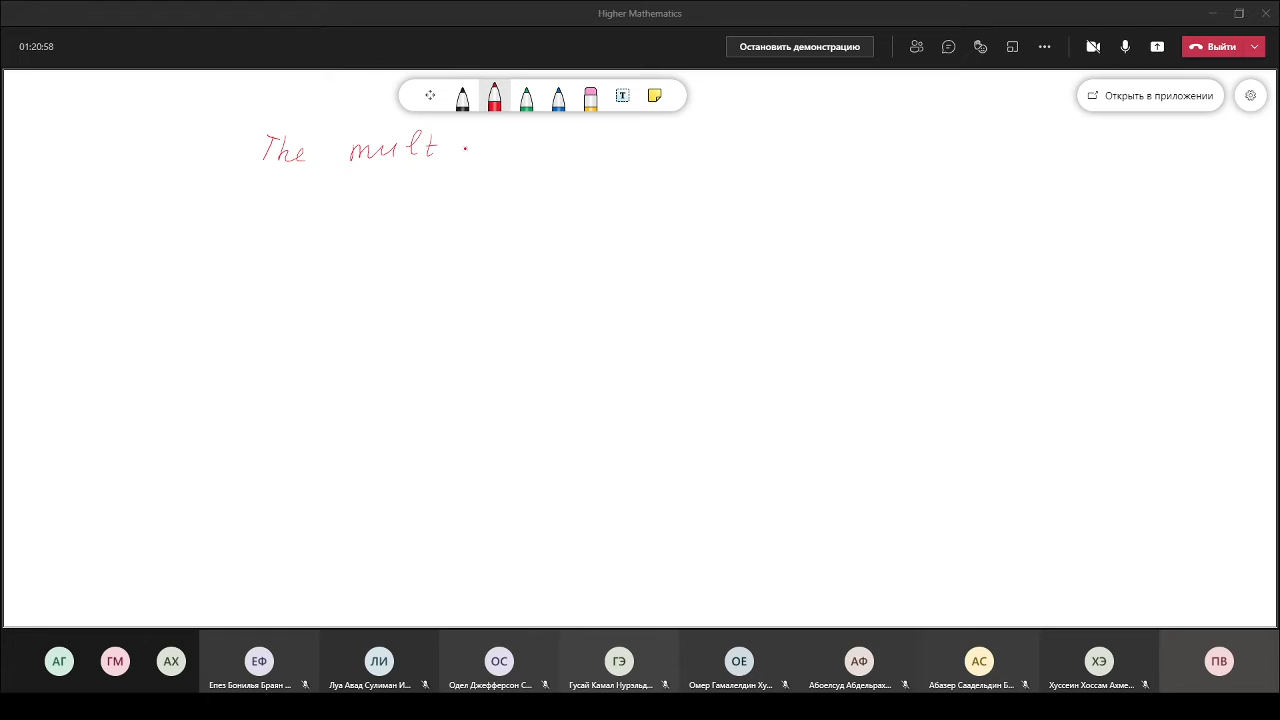 Higher Mathematics
01:20:58
Остановить демонстрацию
Выйти
T
Открыть в приложении
The mult
АГ
ГМ
АХ
ЕФ
ЛИ
ОС
ГЭ
ОЕ
АФ
АС
ХЭ
ПВ
Епес Бонилья Браян ...
Луа Авад Сулиман И...
Одел Джефферсон С...
Гусай Камал Нурэльд...
Омер Гамалелдин Ху...
Абоелсуд Абдельрах...
Абазер Саадельдин Б...
Хуссеин Хоссам Ахме...